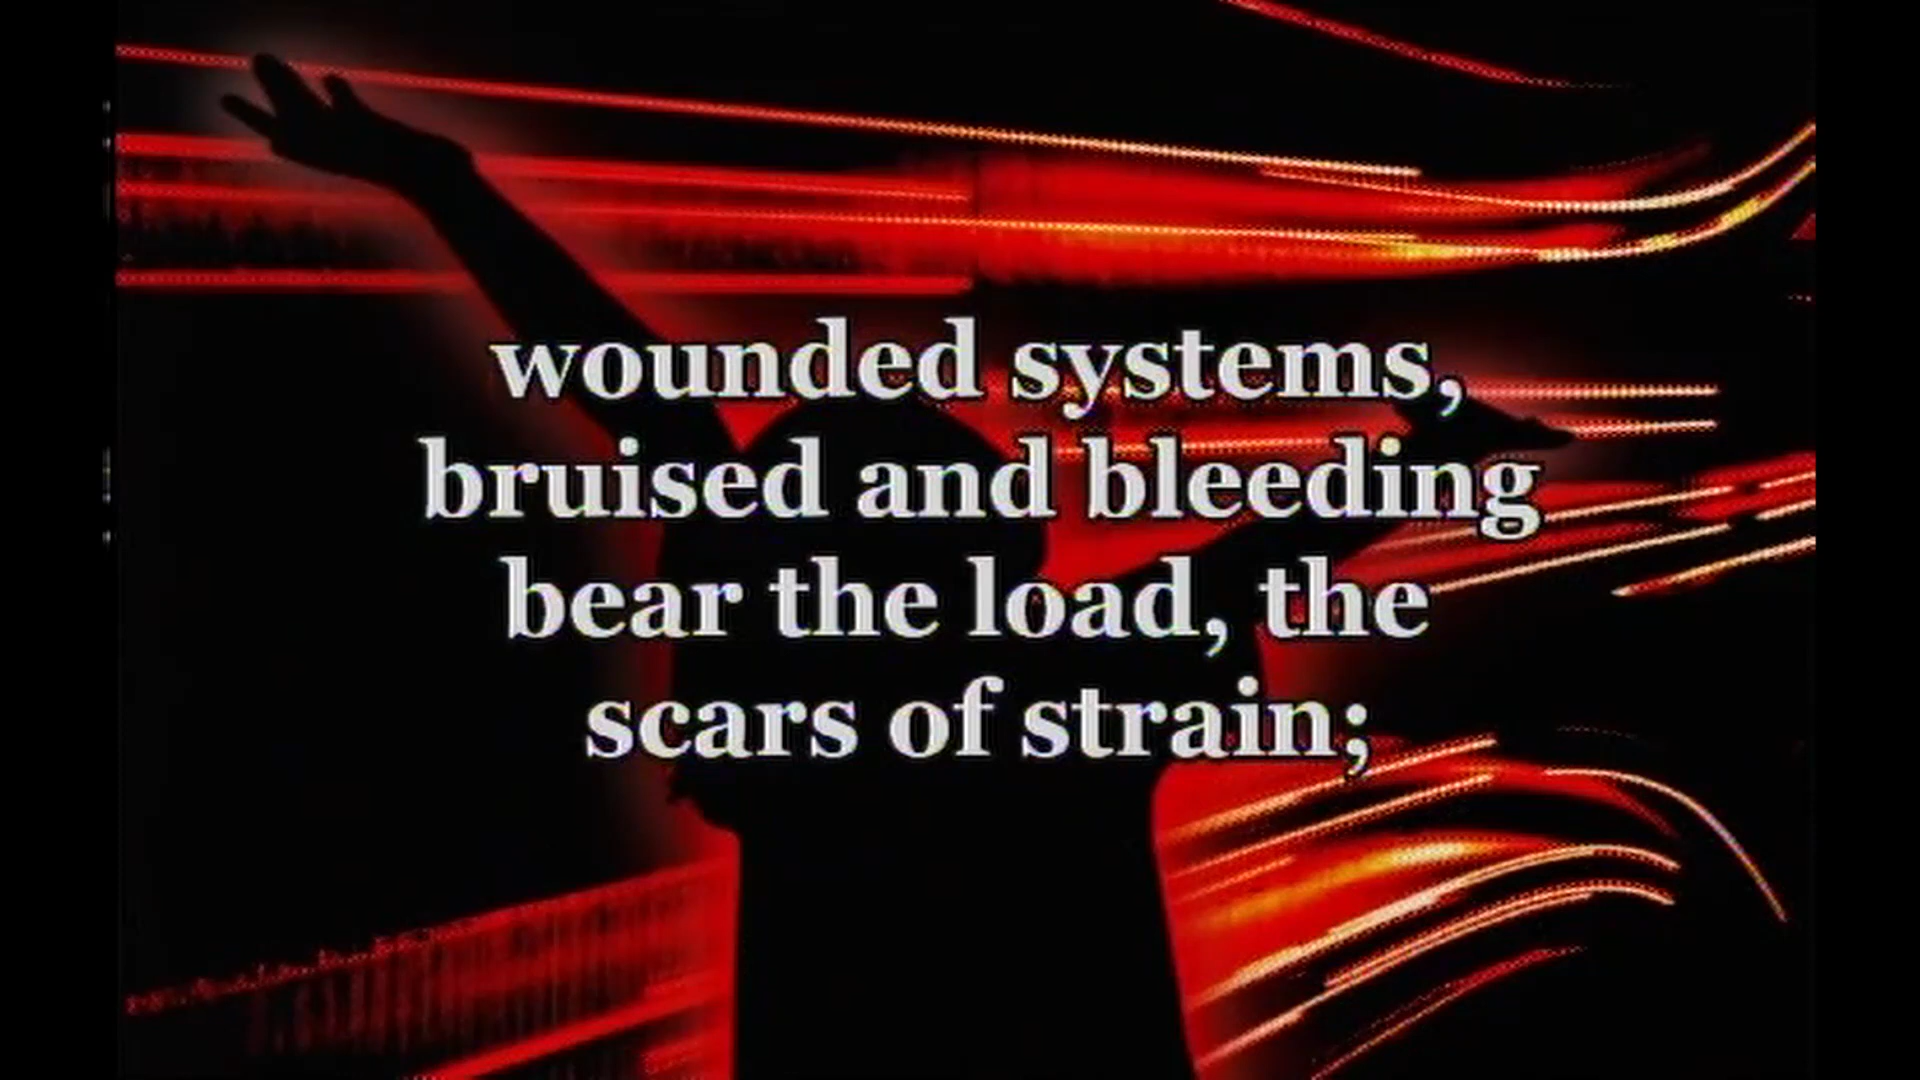 wounded systems,
bruised and bleeding
bear the load, the
scars of strain;